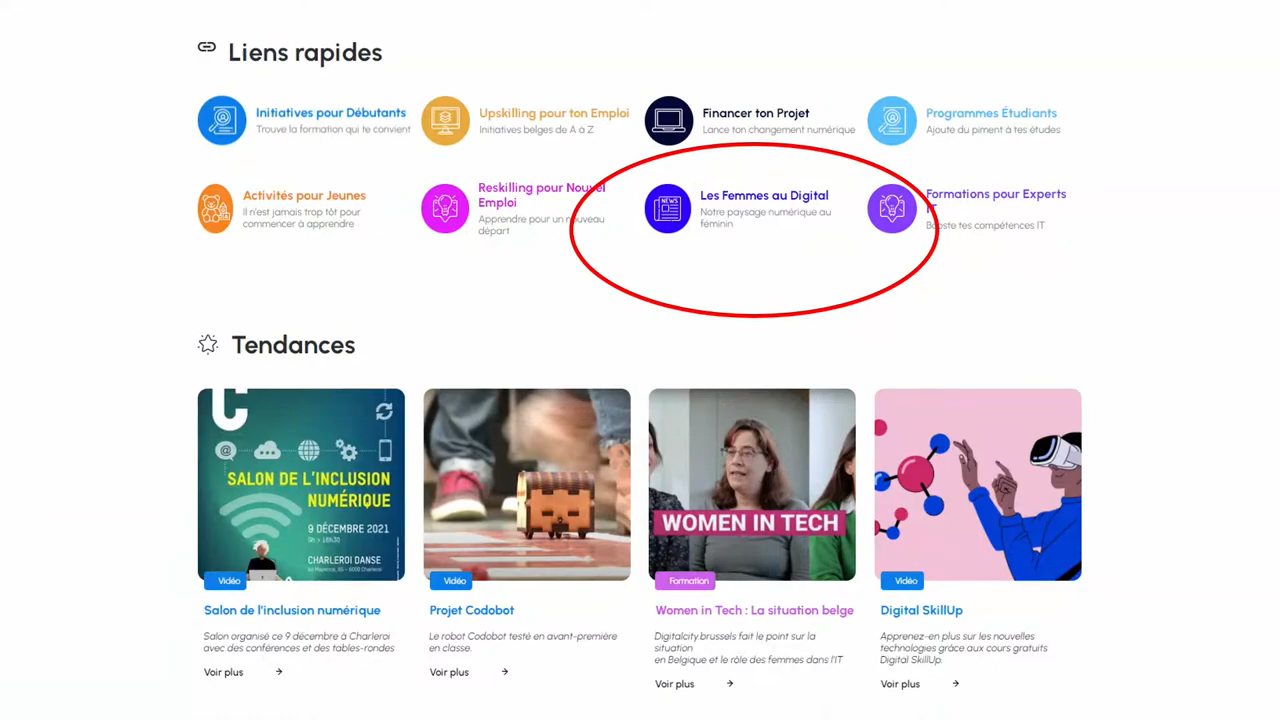 Liens rapides
Initiatives pour Débutants
Trouve la formation qui te convient
Upskilling pour ton Emploi
Initiatives belges de A à Z
Financer ton Projet
Lance ton changement numérique
Programmes Étudiants
Ajoute du piment à tes études
Activités pour Jeunes
Il n'est jamais trop tôt pour
commencer à apprendre
Reskilling pour Nouvel
Emploi
Apprendre pour un nouveau
départ
NEWS
Les Femmes au Digital
Notre paysage numérique au
féminin
Formations pour Experts
IT
Booste tes compétences IT
Tendances
SALON DE L'INCLUSION
NUMÉRIQUE
9 DÉCEMBRE 2021
9h > 16h30
CHARLEROI DANSE
WOMEN IN TECH
Vidéo
Salon de l'inclusion numérique
Salon organisé ce 9 décembre à Charleroi
avec des conférences et des tables-rondes
Voir plus
Vidéo
Projet Codobot
Le robot Codobot testé en avant-première
en classe.
Voir plus
Formation
Women in Tech : La situation belge
Digitalcity.brussels fait le point sur la
situation
en Belgique et le rôle des femmes dans l'IT
Voir plus
Vidéo
Digital SkillUp
Apprenez-en plus sur les nouvelles
technologies grâce aux cours gratuits
Digital SkillUp.
Voir plus